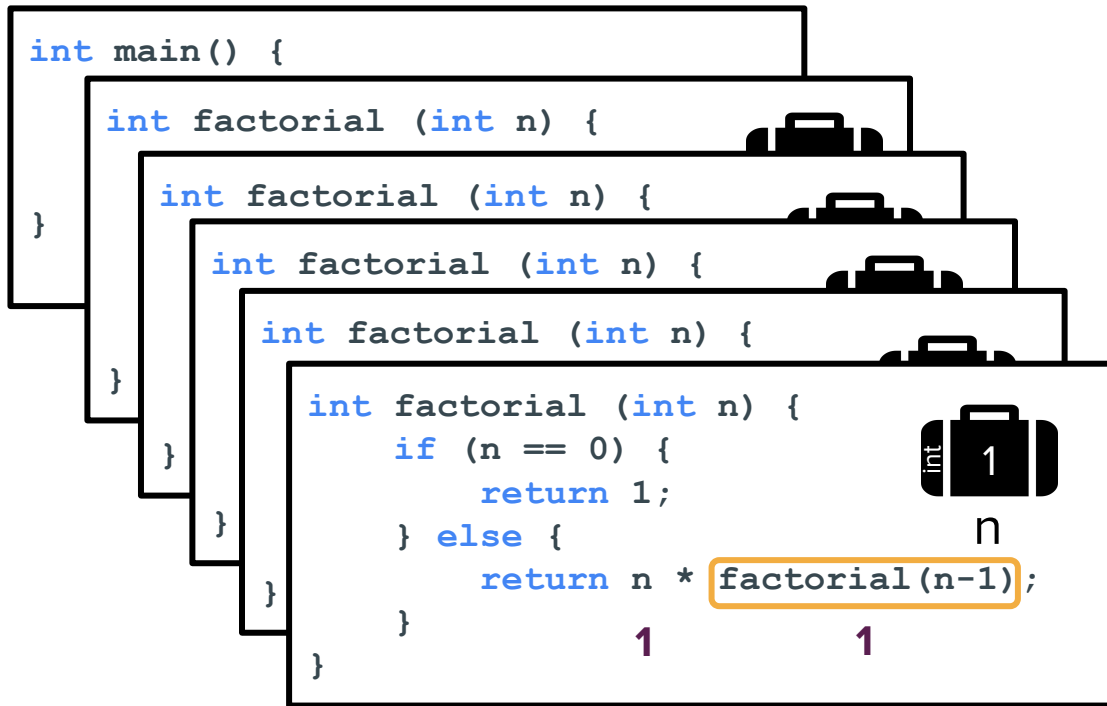 int main() {
int factorial (int n) {
int factorial (int n) {
}
int factorial (int n) {
int factorial (int n) {
}
int factorial (int n) {
if (n == 0) {
int 1
}
return 1;
}
n
} else {
return n * factorial(n-1);
}
}
1 1
}